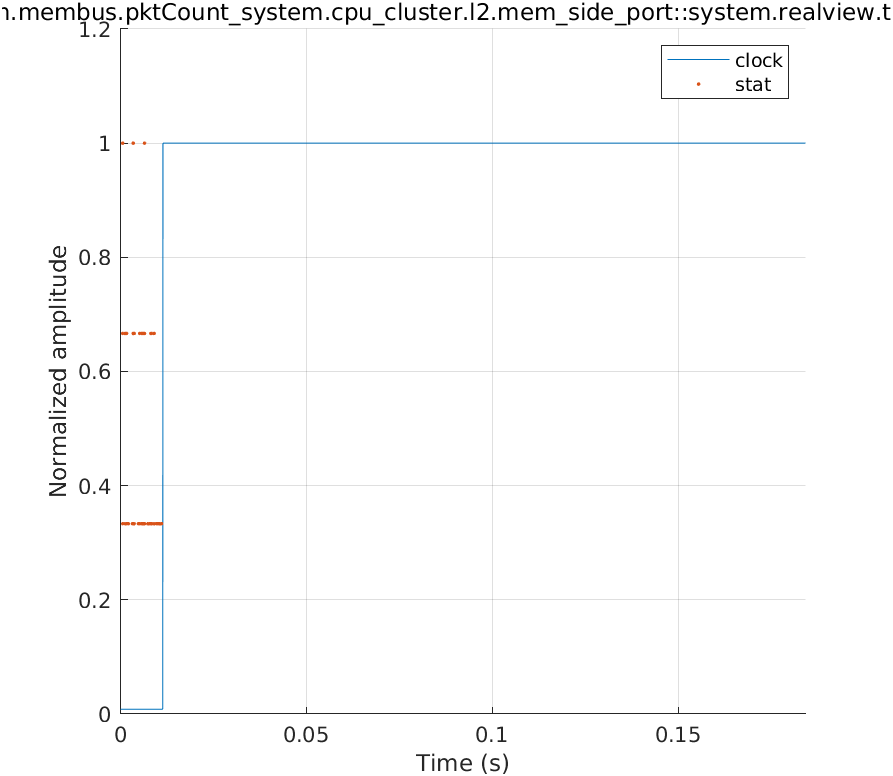 .membus.pktCount_system.cpu_cluster.l2.mem_side_port::system.realview.t
1.2
clock
stat
1
0.8
Normalized amplitude
0.6
0.4
0.2
0
0 0.05 0.1 0.15
Time (s)